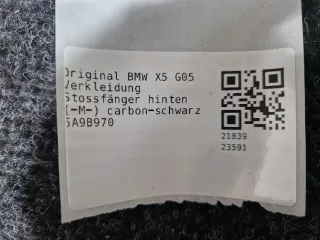 Original BMW X5 G05
Verkleidung
Stossfänger hinten
(-M-) carbon-schwarz
5A9B970
21839
23591